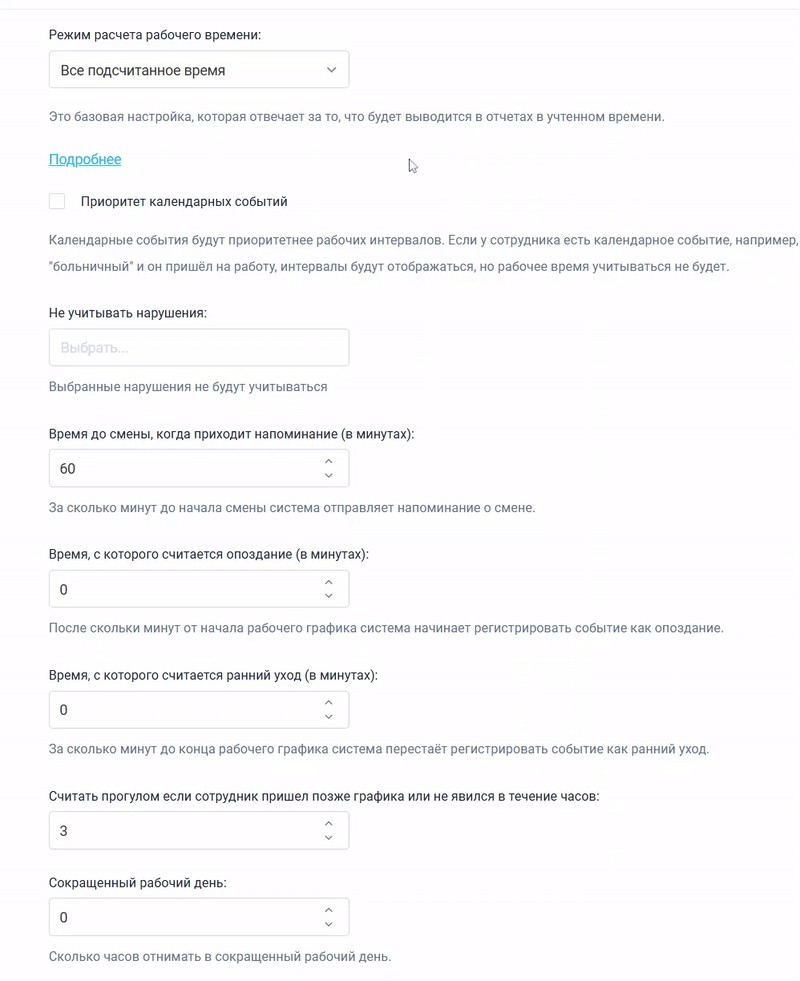 Режим расчета рабочего времени:
Все подсчитанное время
Это базовая настройка, которая отвечает за то, что будет выводится в отчетах в учтенном времени.
Подробнее
Приоритет календарных событий
Календарные события будут приоритетнее рабочих интервалов. Если у сотрудника есть календарное событие, например,
"больничный" и он пришёл на работу, интервалы будут отображаться, но рабочее время учитываться не будет.
Не учитывать нарушения:
Выбрать...
Выбранные нарушения не будут учитываться
Время до смены, когда приходит напоминание (в минутах):
60
За сколько минут до начала смены система отправляет напоминание о смене.
Время, с которого считается опоздание (в минутах):
0
После скольки минут от начала рабочего графика система начинает регистрировать событие как опоздание.
Время, с которого считается ранний уход (в минутах):
0
За сколько минут до конца рабочего графика система перестаёт регистрировать событие как ранний уход.
Считать прогулом если сотрудник пришел позже графика или не явился в течение часов:
3
Сокращенный рабочий день:
0
Сколько часов отнимать в сокращенный рабочий день.